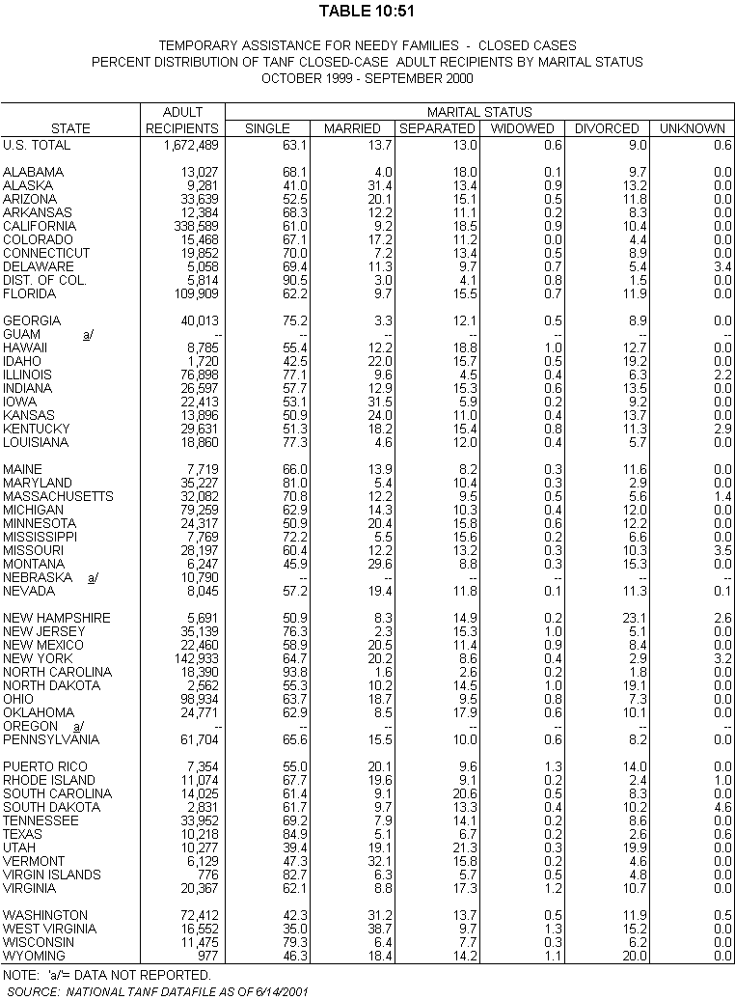 TABLE 10:51
TEMPORARY ASSISTANCE FOR NEEDY FAMILIES - CLOSED CASES
PERCENT DISTRIBUTION OF TANF CLOSED-CASE ADULT RECIPIENTS BY MARITAL STATUS
OCTOBER 1999 - SEPTEMBER 2000
ADULT MARITAL STATUS
STATE RECIPIENTS SINGLE MARRIED SEPARATED WIDOWED DIVORCED UNKNOWN
U.S. TOTAL 1,672,489 63.1 13.7 13.0 0.6 9.0 0.6
ALABAMA 13,027 68.1 4.0 18.0 0.1 9.7 0.0
ALASKA 9,281 41.0 31.4 13.4 0.9 13.2 0.0
ARIZONA 33,639 52.5 20.1 15.1 0.5 11.8 0.0
ARKANSAS 12,384 68.3 12.2 11.1 0.2 8.3 0.0
CALIFORNIA 338,589 61.0 9.2 18.5 0.9 10.4 0.0
COLORADO 15,468 67.1 17.2 11.2 0.0 4.4 0.0
CONNECTICUT 19,852 70.0 7.2 13.4 0.5 8.9 0.0
DELAWARE 5,058 69.4 11.3 9.7 0.7 5.4 3.4
DIST. OF COL. 5,814 90.5 3.0 4.1 0.8 1.5 0.0
FLORIDA 109,909 62.2 9.7 15.5 0.7 11.9 0.0
GEORGIA 40,013 75.2 3.3 12.1 0.5 8.9 0.0
GUAM a/ -- -- -- -- -- -- --
HAWAII 8,785 55.4 12.2 18.8 1.0 12.7 0.0
IDAHO 1,720 42.5 22.0 15.7 0.5 19.2 0.0
ILLINOIS 76,898 77.1 9.6 4.5 0.4 6.3 2.2
INDIANA 26,597 57.7 12.9 15.3 0.6 13.5 0.0
IOWA 22,413 53.1 31.5 5.9 0.2 9.2 0.0
KANSAS 13,896 50.9 24.0 11.0 0.4 13.7 0.0
KENTUCKY 29,631 51.3 18.2 15.4 0.8 11.3 2.9
LOUISIANA 18,860 77.3 4.6 12.0 0.4 5.7 0.0
MAINE 7,719 66.0 13.9 8.2 0.3 11.6 0.0
MARYLAND 35,227 81.0 5.4 10.4 0.3 2.9 0.0
MASSACHUSETTS 32,082 70.8 12.2 9.5 0.5 5.6 1.4
MICHIGAN 79,259 62.9 14.3 10.3 0.4 12.0 0.0
MINNESOTA 24,317 50.9 20.4 15.8 0.6 12.2 0.0
MISSISSIPPI 7,769 72.2 5.5 15.6 0.2 6.6 0.0
MISSOURI 28,197 60.4 12.2 13.2 0.3 10.3 3.5
MONTANA 6,247 45.9 29.6 8.8 0.3 15.3 0.0
NEBRASKA a/ 10,790 -- -- -- -- -- --
NEVADA 8,045 57.2 19.4 11.8 0.1 11.3 0.1
NEW HAMPSHIRE 5,691 50.9 8.3 14.9 0.2 23.1 2.6
NEW JERSEY 35,139 76.3 2.3 15.3 1.0 5.1 0.0
NEW MEXICO 22,460 58.9 20.5 11.4 0.9 8.4 0.0
NEW YORK 142,933 64.7 20.2 8.6 0.4 2.9 3.2
NORTH CAROLINA 18,390 93.8 1.6 2.6 0.2 1.8 0.0
NORTH DAKOTA 2,562 55.3 10.2 14.5 1.0 19.1 0.0
OHIO 98,934 63.7 18.7 9.5 0.8 7.3 0.0
OKLAHOMA 24,771 62.9 8.5 17.9 0.6 10.1 0.0
OREGON a/ -- -- -- -- -- -- --
PENNSYLVANIA 61,704 65.6 15.5 10.0 0.6 8.2 0.0
PUERTO RICO 7,354 55.0 20.1 9.6 1.3 14.0 0.0
RHODE ISLAND 11,074 67.7 19.6 9.1 0.2 2.4 1.0
SOUTH CAROLINA 14,025 61.4 9.1 20.6 0.5 8.3 0.0
SOUTH DAKOTA 2,831 61.7 9.7 13.3 0.4 10.2 4.6
TENNESSEE 33,952 69.2 7.9 14.1 0.2 8.6 0.0
TEXAS 10,218 84.9 5.1 6.7 0.2 2.6 0.6
UTAH 10,277 39.4 19.1 21.3 0.3 19.9 0.0
VERMONT 6,129 47.3 32.1 15.8 0.2 4.6 0.0
VIRGIN ISLANDS 776 82.7 6.3 5.7 0.5 4.8 0.0
VIRGINIA 20,367 62.1 8.8 17.3 1.2 10.7 0.0
WASHINGTON 72,412 42.3 31.2 13.7 0.5 11.9 0.5
WEST VIRGINIA 16,552 35.0 38.7 9.7 1.3 15.2 0.0
WISCONSIN 11,475 79.3 6.4 7.7 0.3 6.2 0.0
WYOMING 977 46.3 18.4 14.2 1.1 20.0 0.0
NOTE: 'a/'= DATA NOT REPORTED.
SOURCE: NATIONAL TANF DATAFILE AS OF 6/14/2001